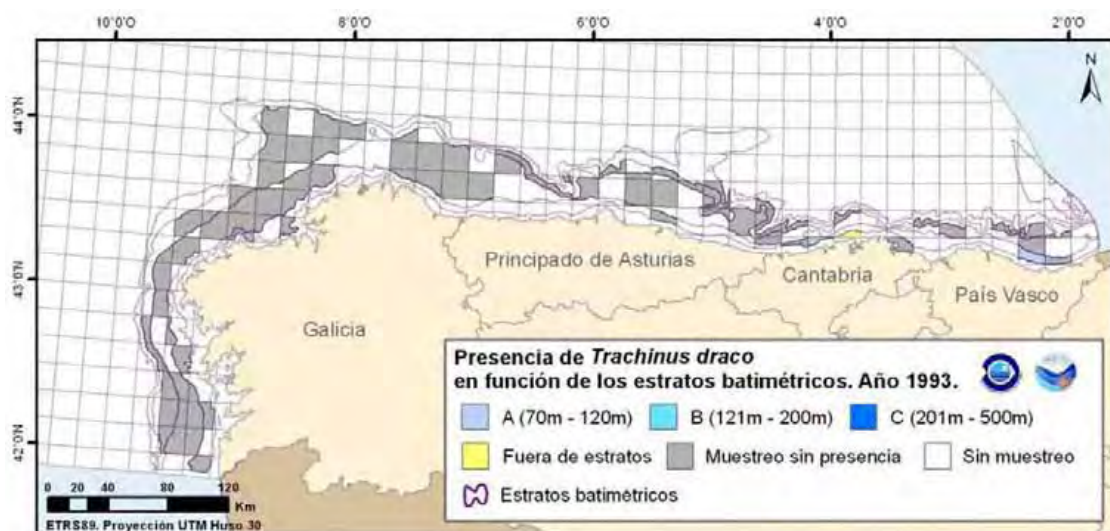 10°0'O 8°0'O 6°0'O 4°0'O 2°0'O
N
44°0'N
43°0'N
42°0'N
Principado de Asturias
Cantabria
País Vasco
Galicia
Presencia de Trachinus draco
en función de los estratos batimétricos. Año 1993.
A (70m - 120m) B (121m - 200m) C (201m - 500m)
Fuera de estratos Muestreo sin presencia Sin muestreo
Estratos batimétricos
0 20 40 80 120
Km
ETRS89. Proyección UTM Huso 30